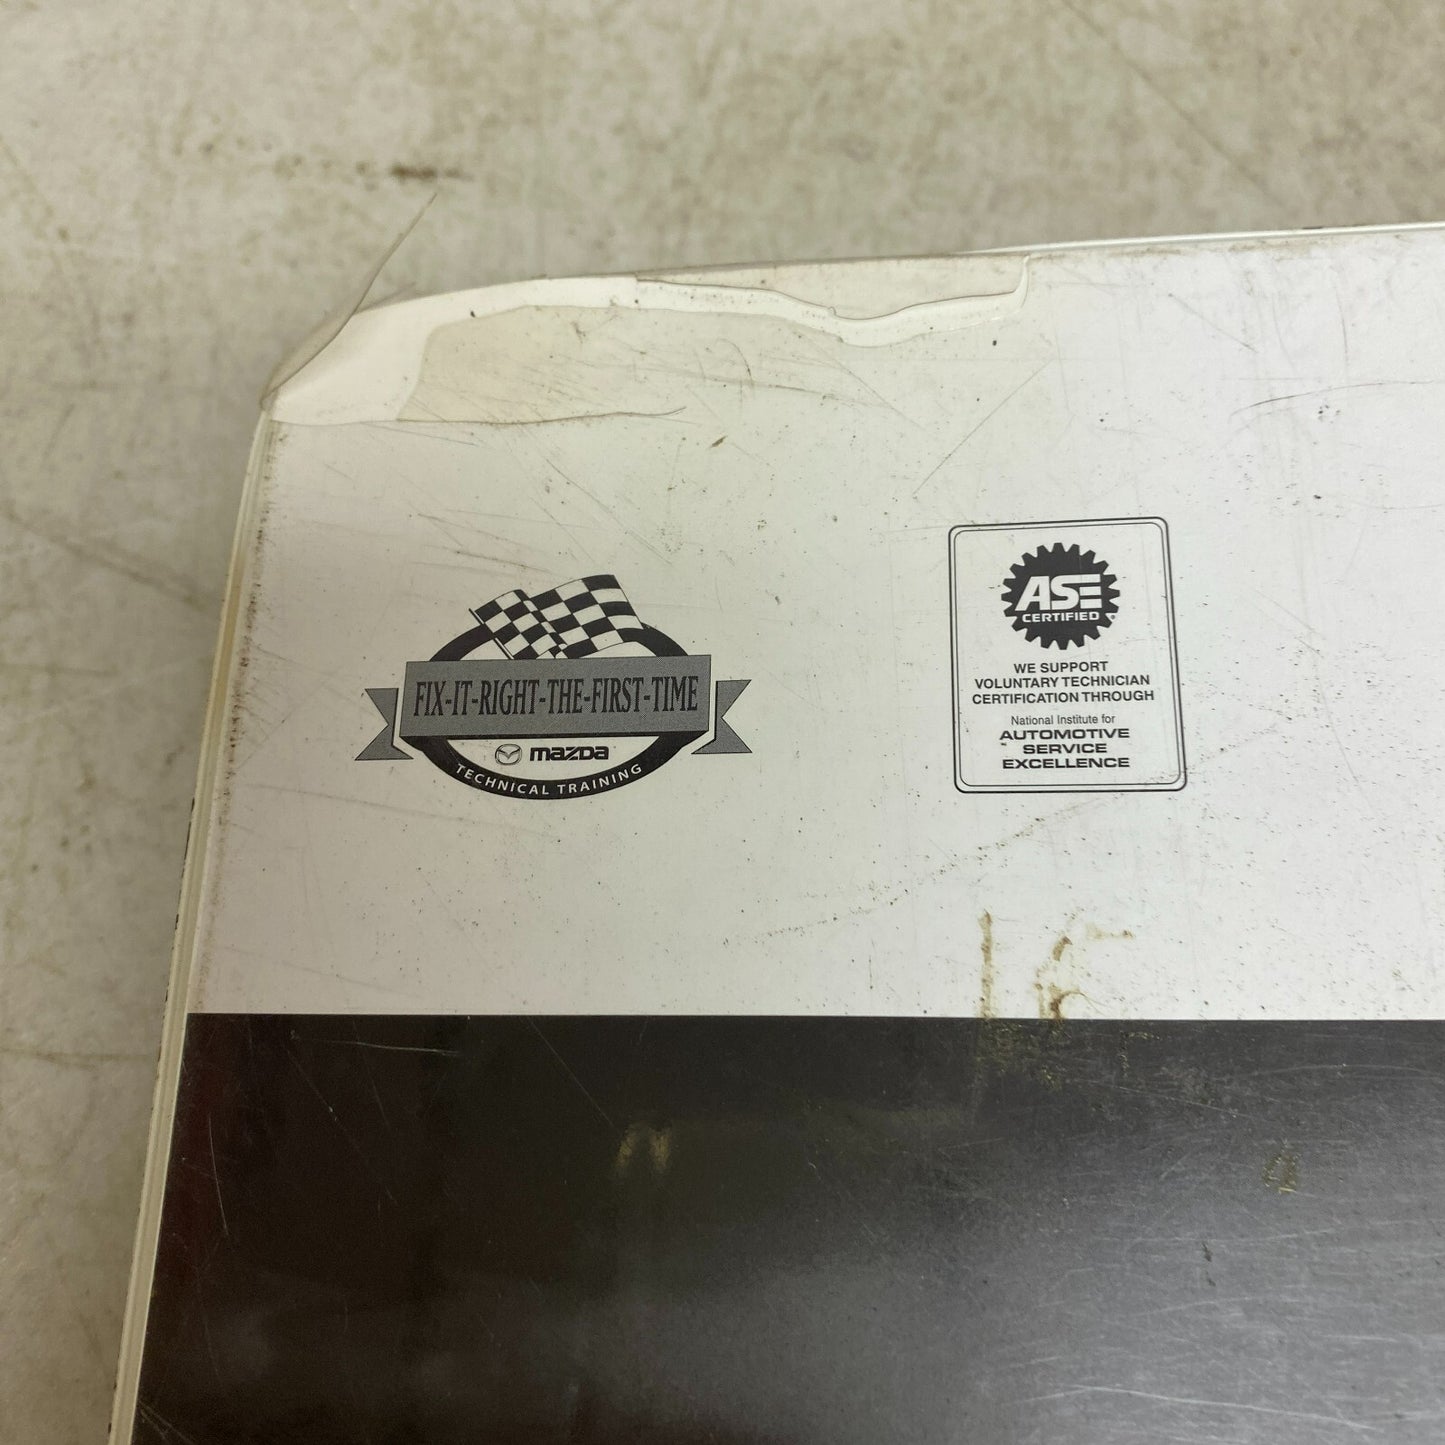 FIX-IT-RIGHT-THE-FIRST-TIME
mazda
TECHNICAL TRAINING
ASE
CERTIFIED
WE SUPPORT
VOLUNTARY TECHNICIAN
CERTIFICATION THROUGH
National Institute for
AUTOMOTIVE
SERVICE
EXCELLENCE